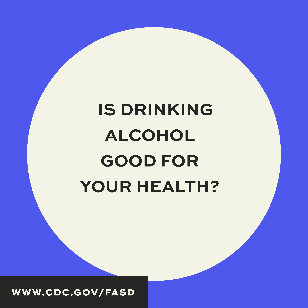 IS DRINKING
ALCOHOL
GOOD FOR
YOUR HEALTH?
WWW.CDC.GOV/FASD